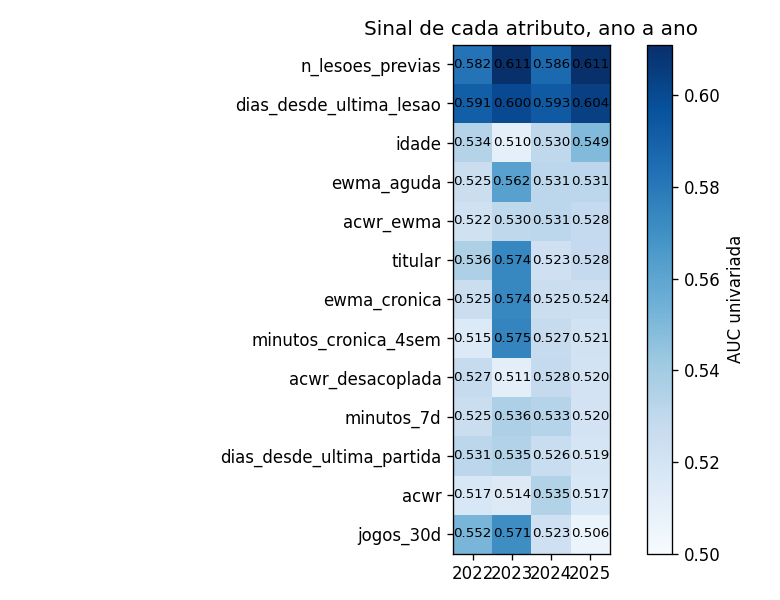 Sinal de cada atributo, ano a ano
n_lesoes_previas 0.582 0.611 0.586 0.611
dias_desde_ultima_lesao 0.591 0.600 0.593 0.604
idade 0.534 0.510 0.530 0.549
ewma_aguda 0.525 0.562 0.531 0.531
acwr_ewma 0.522 0.530 0.531 0.528
titular 0.536 0.574 0.523 0.528
ewma_cronica 0.525 0.574 0.525 0.524
minutos_cronica_4sem 0.515 0.575 0.527 0.521
acwr_desacoplada 0.527 0.511 0.528 0.520
minutos_7d 0.525 0.536 0.533 0.520
dias_desde_ultima_partida 0.531 0.535 0.526 0.519
acwr 0.517 0.514 0.535 0.517
jogos_30d 0.552 0.571 0.523 0.506
2022 2023 2024 2025
0.60
0.58
0.56
0.54
0.52
0.50
AUC univariada